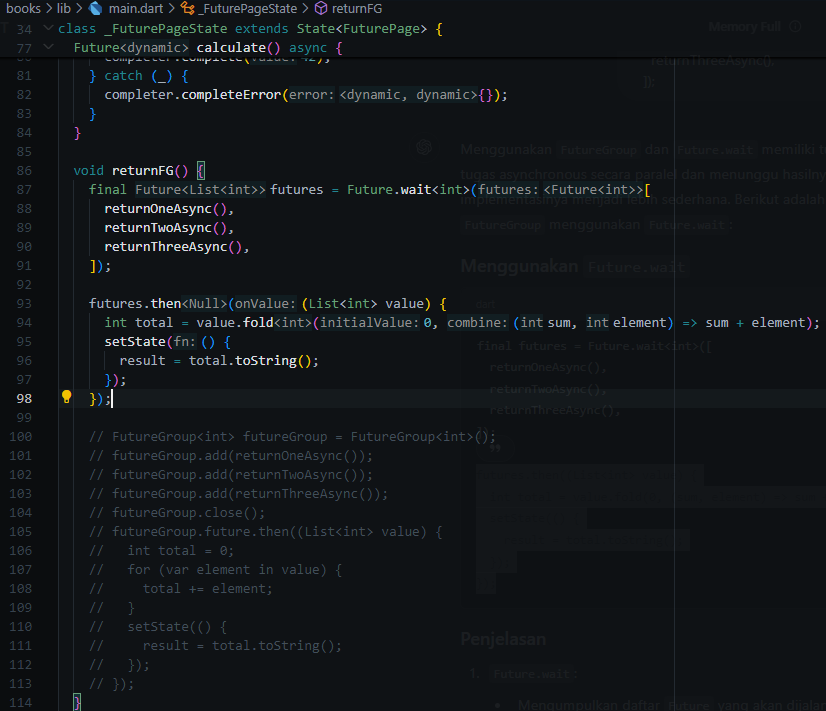 books > lib > main.dart > _FuturePageState > returnFG
34 class _FuturePageState extends State<FuturePage> {
77 Future<dynamic> calculate() async {
completer.complete(value: 42);
81 } catch (_) {
82 completer.completeError(error: <dynamic, dynamic>{});
83 }
84 }
85
86 void returnFG() {
87 final Future<List<int>> futures = Future.wait<int>(futures: <Future<int>>[
88 returnOneAsync(),
89 returnTwoAsync(),
90 returnThreeAsync(),
91 ]);
92
93 futures.then<Null>(onValue: (List<int> value) {
94 int total = value.fold<int>(initialValue: 0, combine: (int sum, int element) => sum + element);
95 setState(fn: () {
96 result = total.toString();
97 });
98 });
99
100 // FutureGroup<int> futureGroup = FutureGroup<int>();
101 // futureGroup.add(returnOneAsync());
102 // futureGroup.add(returnTwoAsync());
103 // futureGroup.add(returnThreeAsync());
104 // futureGroup.close();
105 // futureGroup.future.then((List<int> value) {
106 // int total = 0;
107 // for (var element in value) {
108 // total += element;
109 // }
110 // setState(() {
111 // result = total.toString();
112 // });
113 // });
114 }
Memory Full
returnThreeAsync(),
]);
Menggunakan FutureGroup dan Future.wait memiliki
tugas asynchronous secara paralel dan menunggu
implementasinya menjadi lebih sederhana. Berikut adalah
FutureGroup menggunakan Future.wait:
Menggunakan Future.wait
dart
final futures = Future.wait<int>([
returnOneAsync(),
returnTwoAsync(),
returnThreeAsync(),
]);
Penjelasan
1. Future.wait:
Mengumpulkan daftar future yang akan